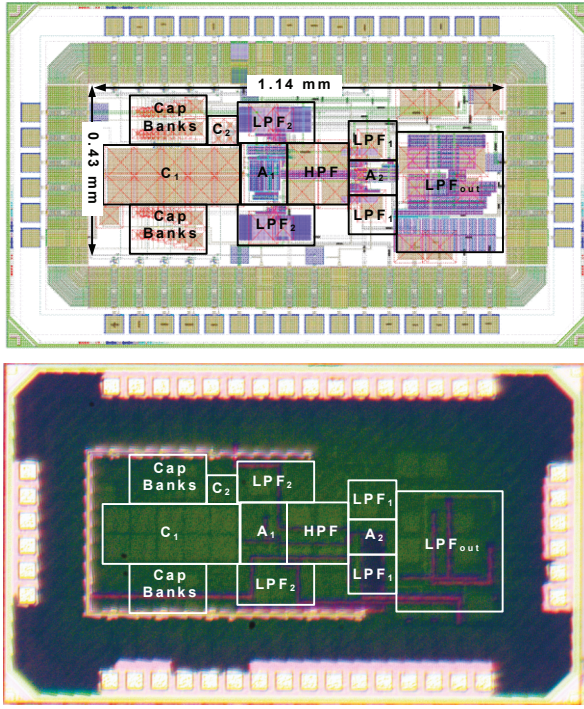 1.14 mm
0.43 mm
Cap
Banks
C1
C2
LPF2
A1
HPF
LPF1
A2
LPF1
LPFout
Cap
Banks
LPF2
Cap
Banks
C2
LPF2
C1
A1
HPF
LPF1
A2
LPF1
LPFout
Cap
Banks
LPF2